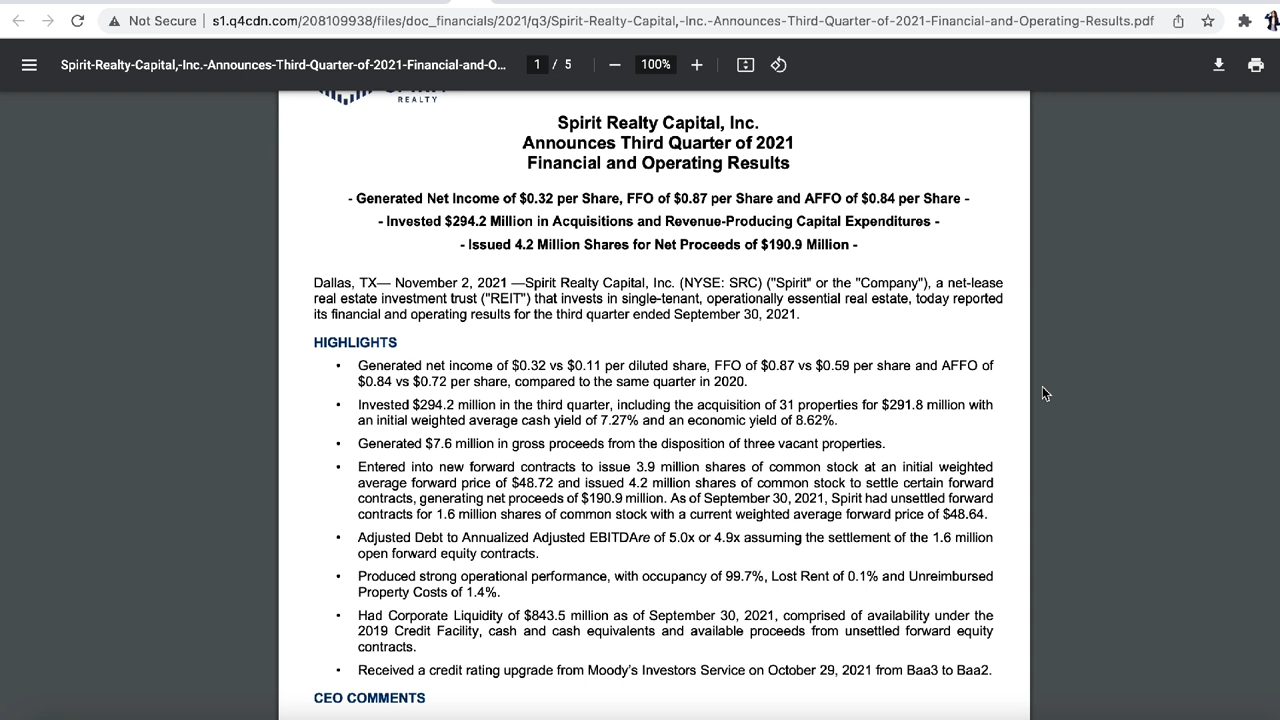 Not Secure
s1.q4cdn.com/208109938/files/doc_financials/2021/q3/Spirit-Realty-Capital,-Inc.-Announces-Third-Quarter-of-2021-Financial-and-Operating-Results.pdf
Spirit-Realty-Capital,-Inc.-Announces-Third-Quarter-of-2021-Financial-and-O...
1 / 5
100%
REALTY
Spirit Realty Capital, Inc.
Announces Third Quarter of 2021
Financial and Operating Results
- Generated Net Income of $0.32 per Share, FFO of $0.87 per Share and AFFO of $0.84 per Share -
- Invested $294.2 Million in Acquisitions and Revenue-Producing Capital Expenditures -
- Issued 4.2 Million Shares for Net Proceeds of $190.9 Million -
Dallas, TX— November 2, 2021 —Spirit Realty Capital, Inc. (NYSE: SRC) ("Spirit" or the "Company"), a net-lease
real estate investment trust ("REIT") that invests in single-tenant, operationally essential real estate, today reported
its financial and operating results for the third quarter ended September 30, 2021.
HIGHLIGHTS
• Generated net income of $0.32 vs $0.11 per diluted share, FFO of $0.87 vs $0.59 per share and AFFO of
$0.84 vs $0.72 per share, compared to the same quarter in 2020.
• Invested $294.2 million in the third quarter, including the acquisition of 31 properties for $291.8 million with
an initial weighted average cash yield of 7.27% and an economic yield of 8.62%.
• Generated $7.6 million in gross proceeds from the disposition of three vacant properties.
• Entered into new forward contracts to issue 3.9 million shares of common stock at an initial weighted
average forward price of $48.72 and issued 4.2 million shares of common stock to settle certain forward
contracts, generating net proceeds of $190.9 million. As of September 30, 2021, Spirit had unsettled forward
contracts for 1.6 million shares of common stock with a current weighted average forward price of $48.64.
• Adjusted Debt to Annualized Adjusted EBITDAre of 5.0x or 4.9x assuming the settlement of the 1.6 million
open forward equity contracts.
• Produced strong operational performance, with occupancy of 99.7%, Lost Rent of 0.1% and Unreimbursed
Property Costs of 1.4%.
• Had Corporate Liquidity of $843.5 million as of September 30, 2021, comprised of availability under the
2019 Credit Facility, cash and cash equivalents and available proceeds from unsettled forward equity
contracts.
• Received a credit rating upgrade from Moody's Investors Service on October 29, 2021 from Baa3 to Baa2.
CEO COMMENTS